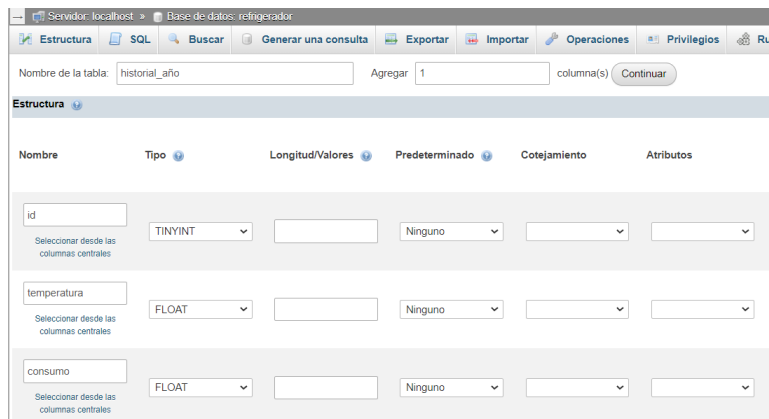 Servidor: localhost » Base de datos: refrigerador
Estructura SQL Buscar Generar una consulta Exportar Importar Operaciones Privilegios Ru
Nombre de la tabla: historial_año Agregar 1 columna(s) Continuar
Estructura
Nombre Tipo Longitud/Valores Predeterminado Cotejamiento Atributos
id TINYINT Ninguno
Seleccionar desde las
columnas centrales
temperatura FLOAT Ninguno
Seleccionar desde las
columnas centrales
consumo FLOAT Ninguno
Seleccionar desde las
columnas centrales